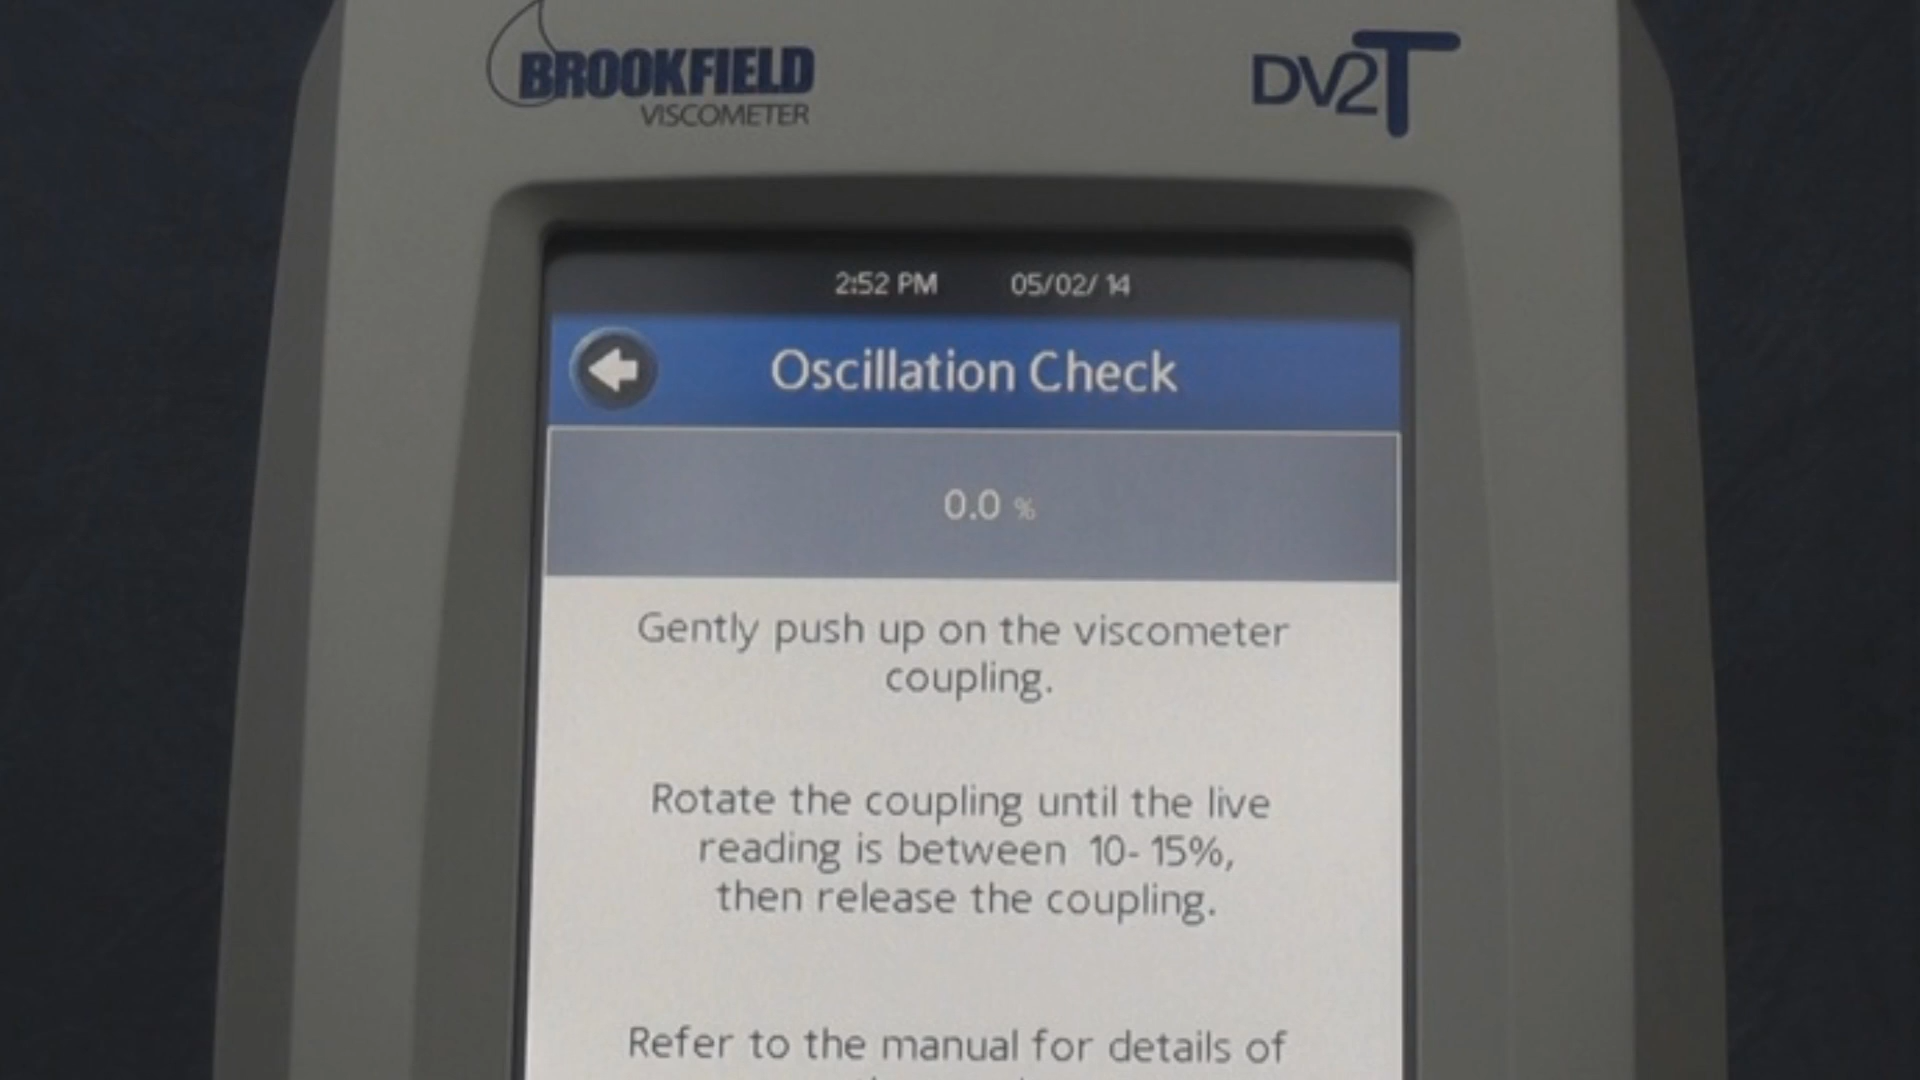 BROOKFIELD
VISCOMETER
DV2T
2:52 PM 05/02/ 14
Oscillation Check
0.0 %
Gently push up on the viscometer
coupling.
Rotate the coupling until the live
reading is between 10- 15%,
then release the coupling.
Refer to the manual for details of